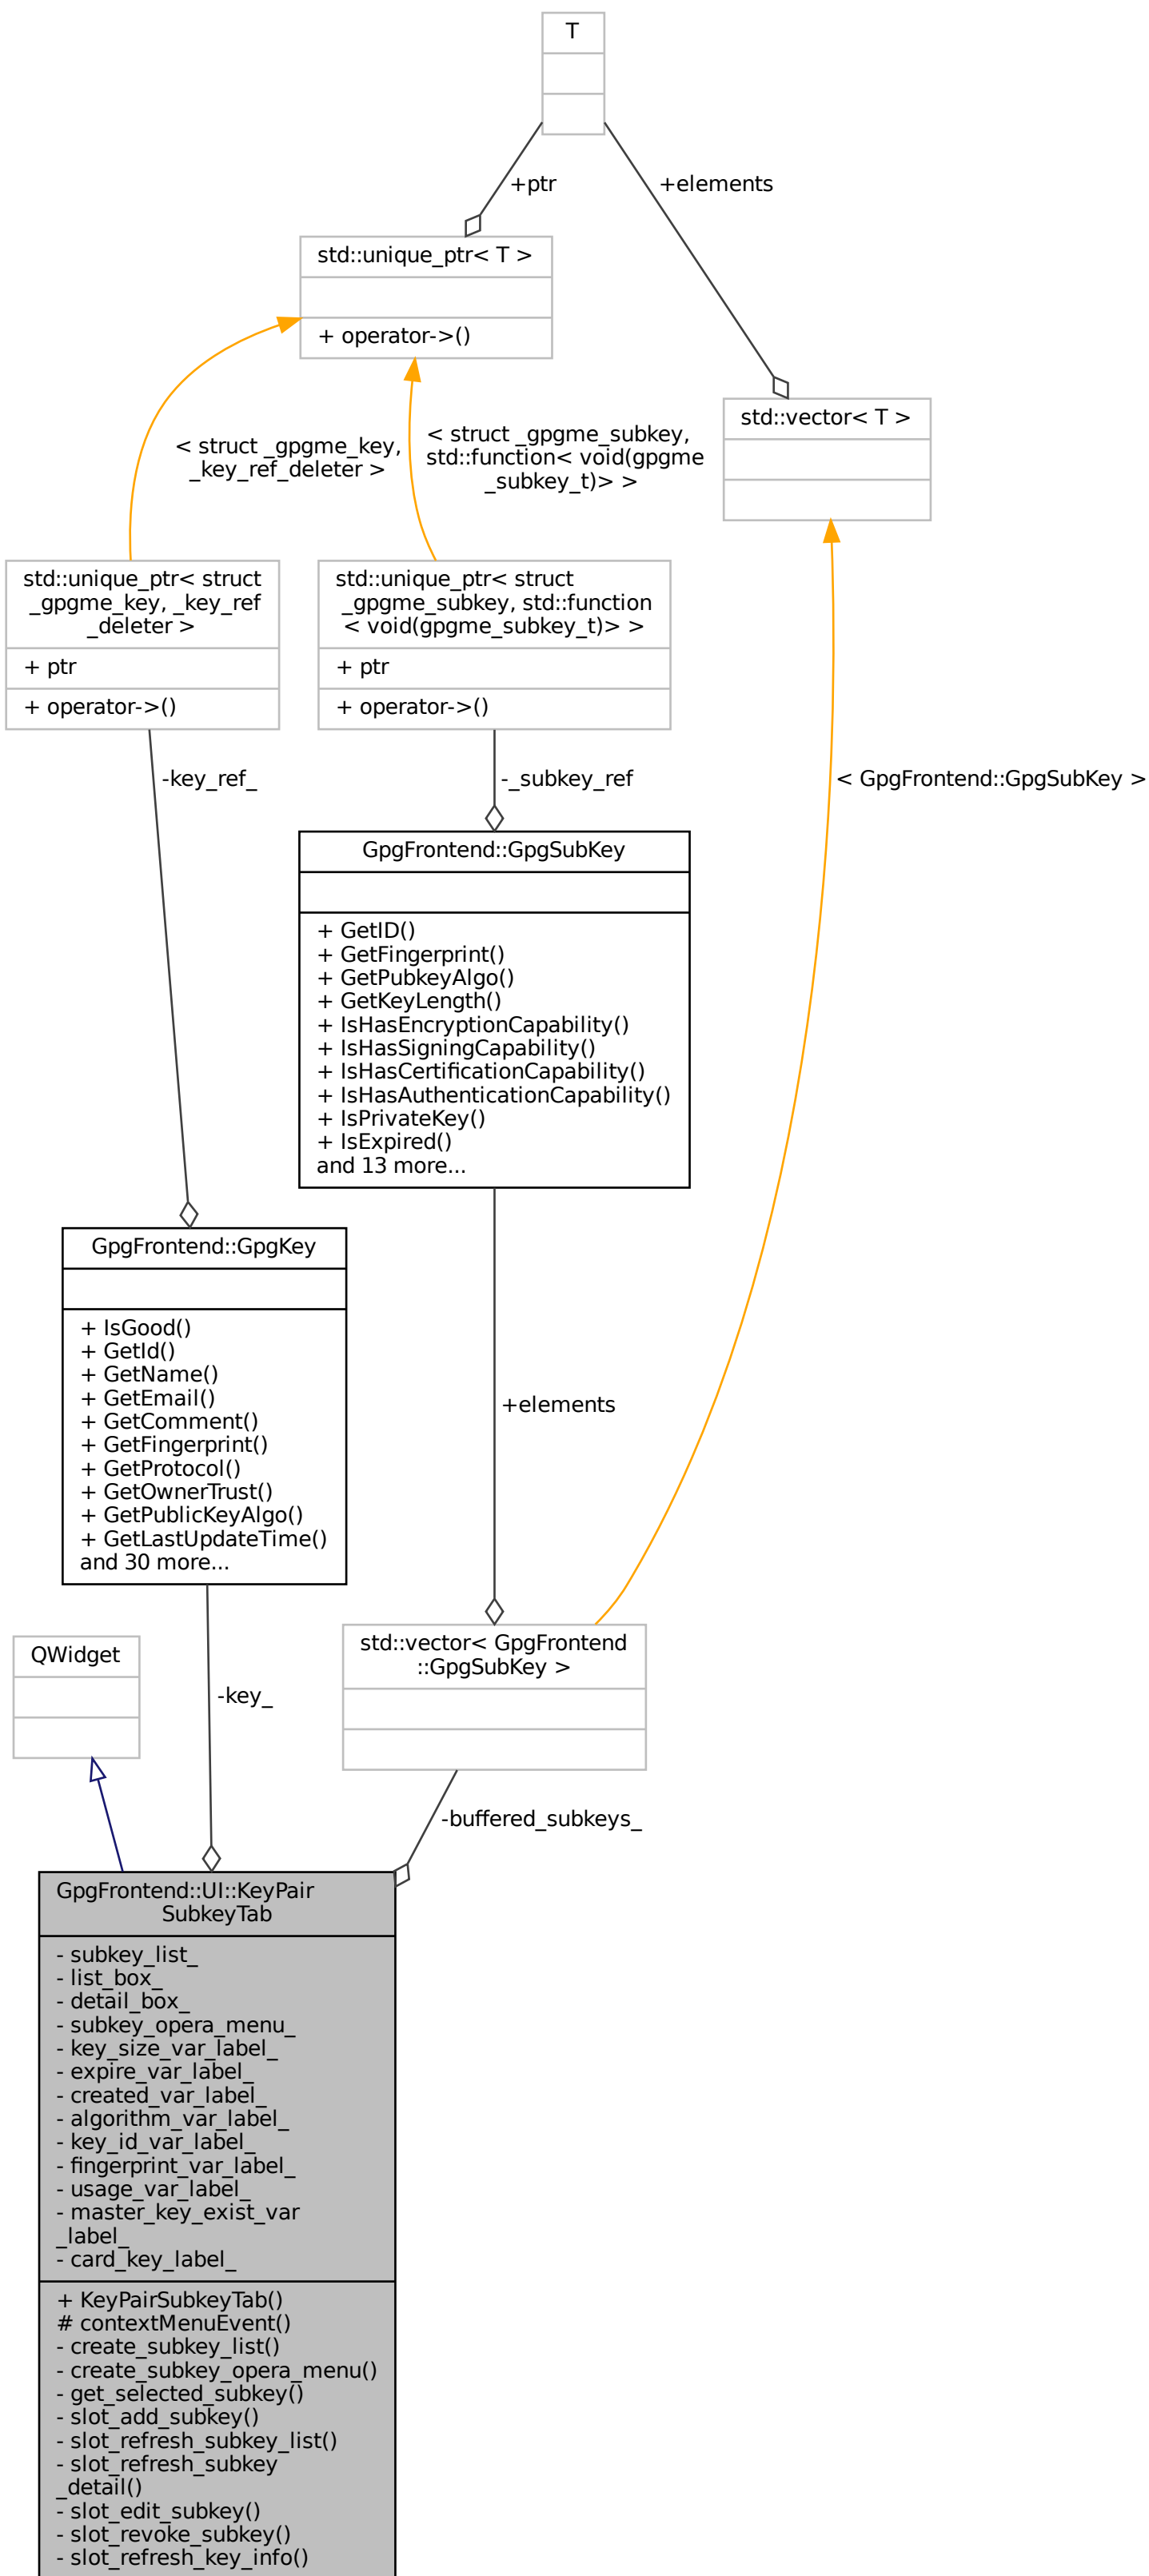 T
+ptr
+elements
std::unique_ptr< T >
+ operator->()
std::vector< T >
< struct _gpgme_key,
_key_ref_deleter >
< struct _gpgme_subkey,
std::function< void(gpgme
_subkey_t)> >
std::unique_ptr< struct
_gpgme_key, _key_ref
_deleter >
+ ptr
+ operator->()
std::unique_ptr< struct
_gpgme_subkey, std::function
< void(gpgme_subkey_t)> >
+ ptr
+ operator->()
-key_ref_
-_subkey_ref
< GpgFrontend::GpgSubKey >
GpgFrontend::GpgSubKey
+ GetID()
+ GetFingerprint()
+ GetPubkeyAlgo()
+ GetKeyLength()
+ IsHasEncryptionCapability()
+ IsHasSigningCapability()
+ IsHasCertificationCapability()
+ IsHasAuthenticationCapability()
+ IsPrivateKey()
+ IsExpired()
and 13 more...
GpgFrontend::GpgKey
+ IsGood()
+ GetId()
+ GetName()
+ GetEmail()
+ GetComment()
+ GetFingerprint()
+ GetProtocol()
+ GetOwnerTrust()
+ GetPublicKeyAlgo()
+ GetLastUpdateTime()
and 30 more...
+elements
QWidget
std::vector< GpgFrontend
::GpgSubKey >
-key_
-buffered_subkeys_
GpgFrontend::UI::KeyPair
SubkeyTab
- subkey_list_
- list_box_
- detail_box_
- subkey_opera_menu_
- key_size_var_label_
- expire_var_label_
- created_var_label_
- algorithm_var_label_
- key_id_var_label_
- fingerprint_var_label_
- usage_var_label_
- master_key_exist_var
_label_
- card_key_label_
+ KeyPairSubkeyTab()
# contextMenuEvent()
- create_subkey_list()
- create_subkey_opera_menu()
- get_selected_subkey()
- slot_add_subkey()
- slot_refresh_subkey_list()
- slot_refresh_subkey
_detail()
- slot_edit_subkey()
- slot_revoke_subkey()
- slot_refresh_key_info()